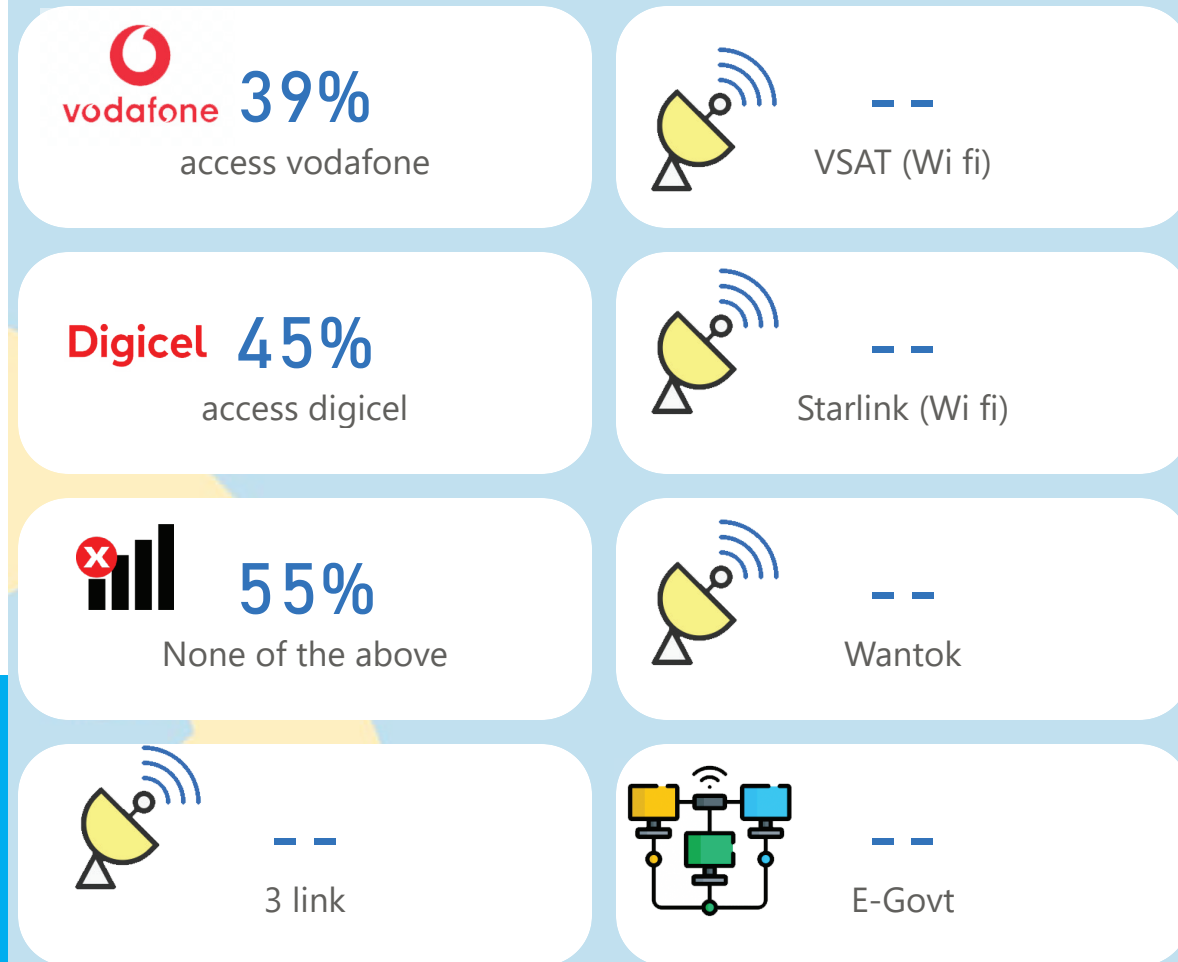 vodafone 39%
access vodafone
-- 
VSAT (Wi fi)
Digicel 45%
access digicel
--
Starlink (Wi fi)
X
55%
None of the above
--
Wantok
--
3 link
--
E-Govt